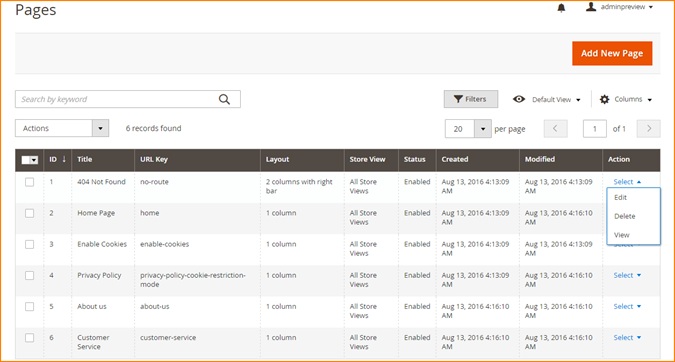 Pages
adminpreview
Add New Page
Search by keyword
Filters
Default View
Columns
Actions
6 records found
20
per page
1
of 1
ID ↓ Title URL Key Layout Store View Status Created Modified Action
1 404 Not Found no-route 2 columns with right All Store Enabled Aug 13, 2016 4:13:09 Aug 13, 2016 4:13:09 Select
bar Views AM AM
Edit
2 Home Page home 1 column All Store Enabled Aug 13, 2016 4:13:09 Aug 13, 2016 4:16:10
Delete
Views AM AM
View
3 Enable Cookies enable-cookies 1 column All Store Enabled Aug 13, 2016 4:13:09 Aug 13, 2016 4:16:10
Views AM AM
4 Privacy Policy privacy-policy-cookie-restriction- 1 column All Store Enabled Aug 13, 2016 4:13:09 Aug 13, 2016 4:16:10 Select
mode Views AM AM
5 About us about-us 1 column All Store Enabled Aug 13, 2016 4:16:10 Aug 13, 2016 4:16:10 Select
Views AM AM
6 Customer customer-service 1 column All Store Enabled Aug 13, 2016 4:16:10 Aug 13, 2016 4:16:10 Select
Service Views AM AM